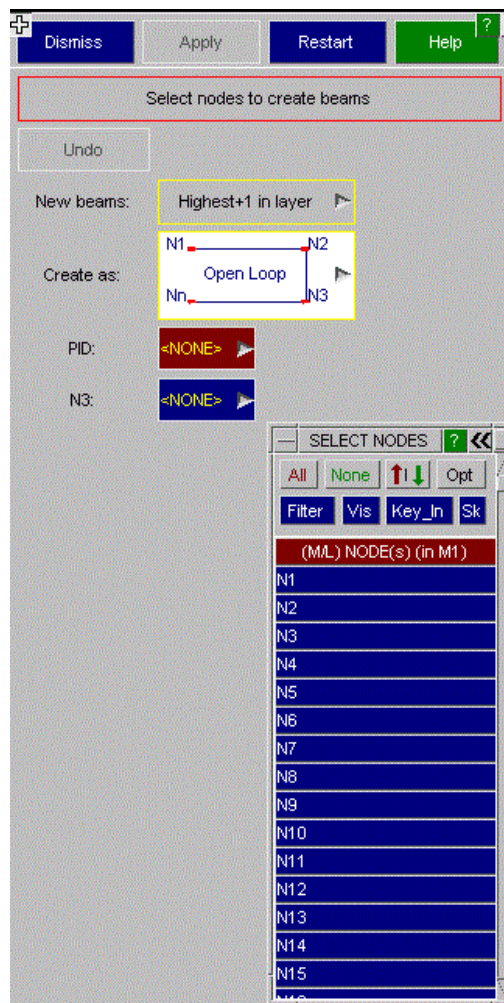 ?
Dismiss Apply Restart Help
Select nodes to create beams
Undo
New beams: Highest+1 in layer
N1 N2
Create as: Open Loop
Nn N3
PID: <NONE>
N3: <NONE>
SELECT NODES ?
All None Opt
Filter Vis Key_In Sk
(M/L) NODE(s) (in M1)
N1
N2
N3
N4
N5
N6
N7
N8
N9
N10
N11
N12
N13
N14
N15